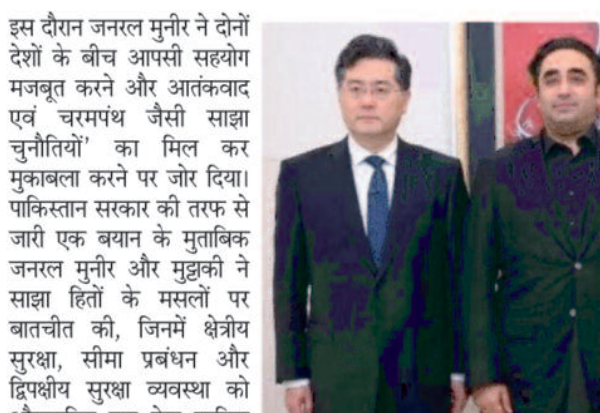 इस दौरान जनरल मुनीर ने दोनों
देशों के बीच आपसी सहयोग
मजबूत करने और आतंकवाद
एवं चरमपंथ जैसी साझा
चुनौतियों' का मिल कर
मुकाबला करने पर जोर दिया।
पाकिस्तान सरकार की तरफ से
जारी एक बयान के मुताबिक
जनरल मुनीर और मुट्टाकी ने
साझा हितों के मसलों पर
बातचीत की, जिनमें क्षेत्रीय
सुरक्षा, सीमा प्रबंधन और
द्विपक्षीय सुरक्षा व्यवस्था को